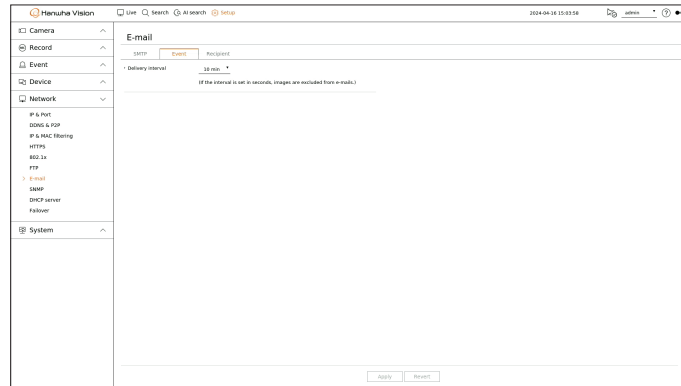 Hanwha Vision
Live Search AI search Setup
2024-04-16 15:03:58
admin
Camera
Record
Event
Device
Network
IP & Port
DDNS & P2P
IP & MAC filtering
HTTPS
802.1x
FTP
E-mail
SNMP
DHCP server
Failover
System
E-mail
SMTP Event Recipient
Delivery interval 10 min
(If the interval is set in seconds, images are excluded from e-mails.)
Apply Revert